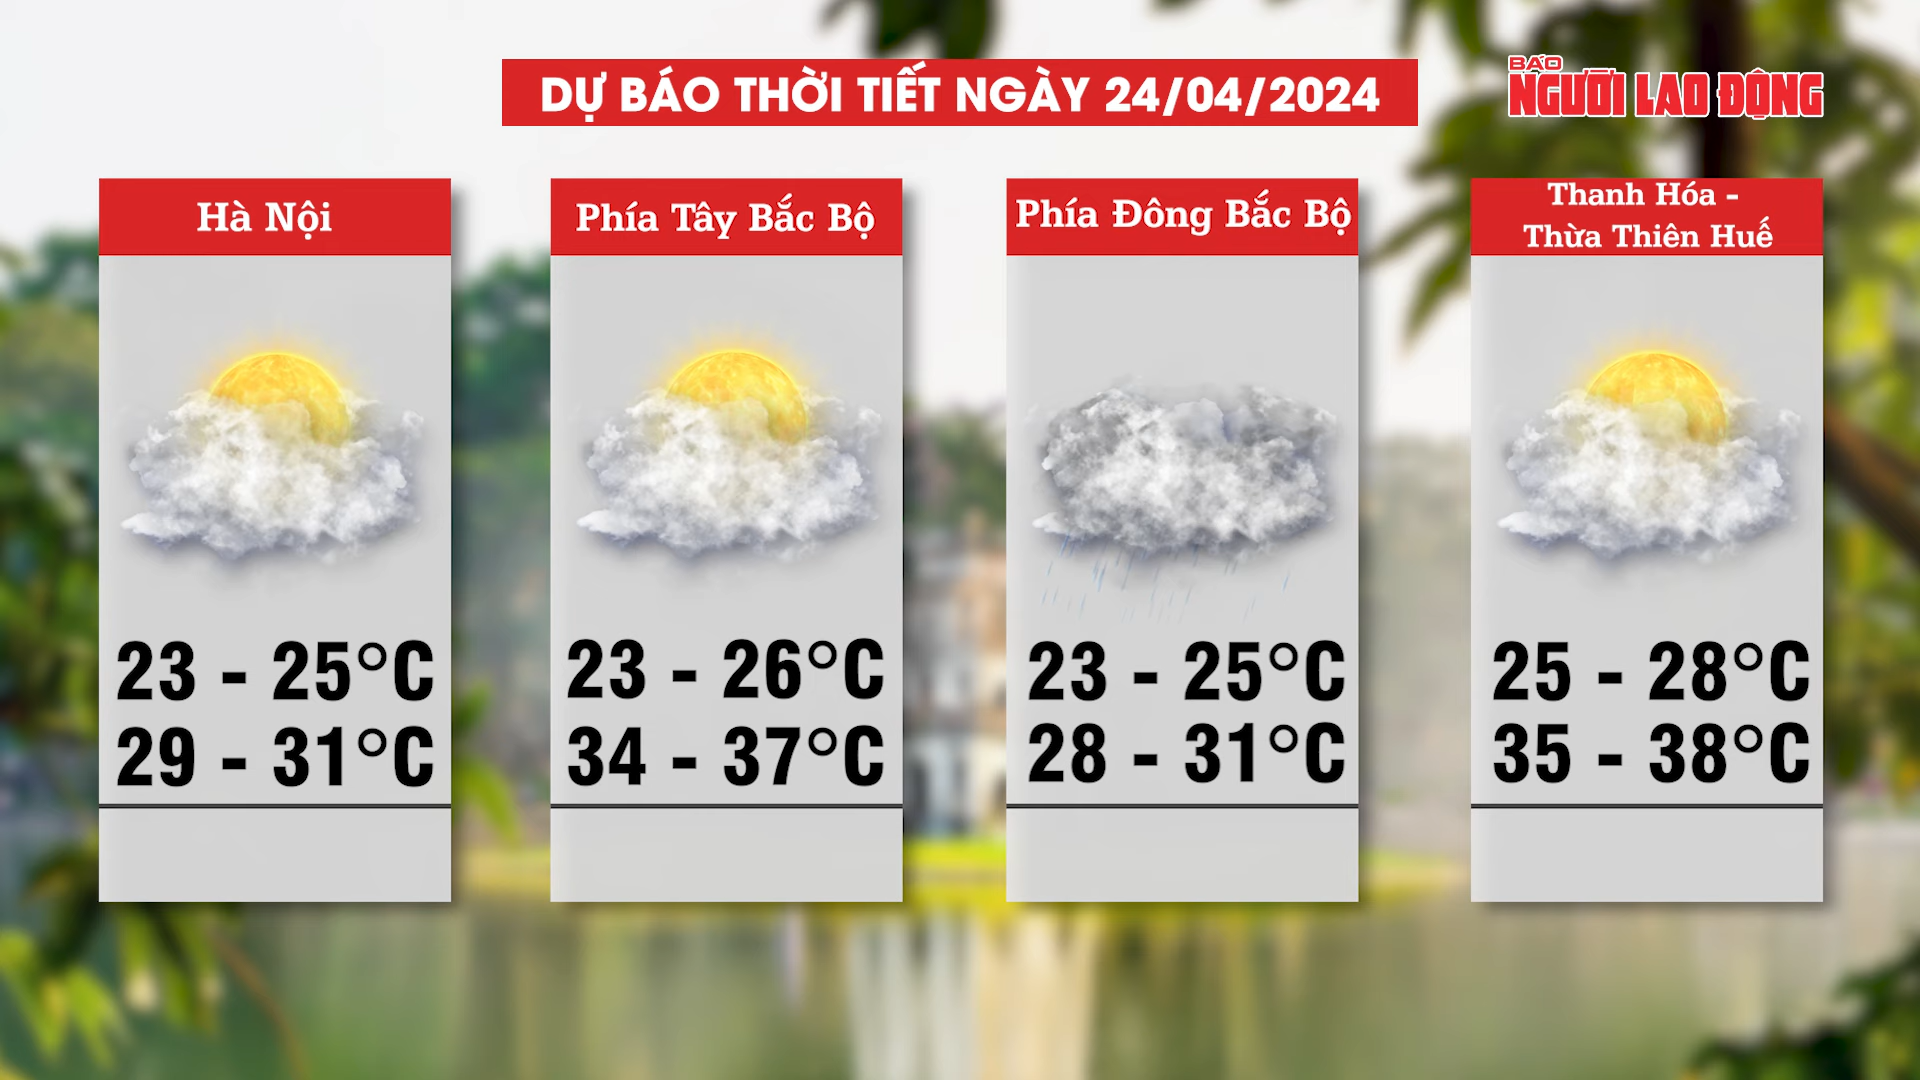 DỰ BÁO THỜI TIẾT NGÀY 24/04/2024
BÁO
NGƯỜI LAO ĐỘNG
Hà Nội
23 - 25°C
29 - 31°C
Phía Tây Bắc Bộ
23 - 26°C
34 - 37°C
Phía Đông Bắc Bộ
23 - 25°C
28 - 31°C
Thanh Hóa -
Thừa Thiên Huế
25 - 28°C
35 - 38°C